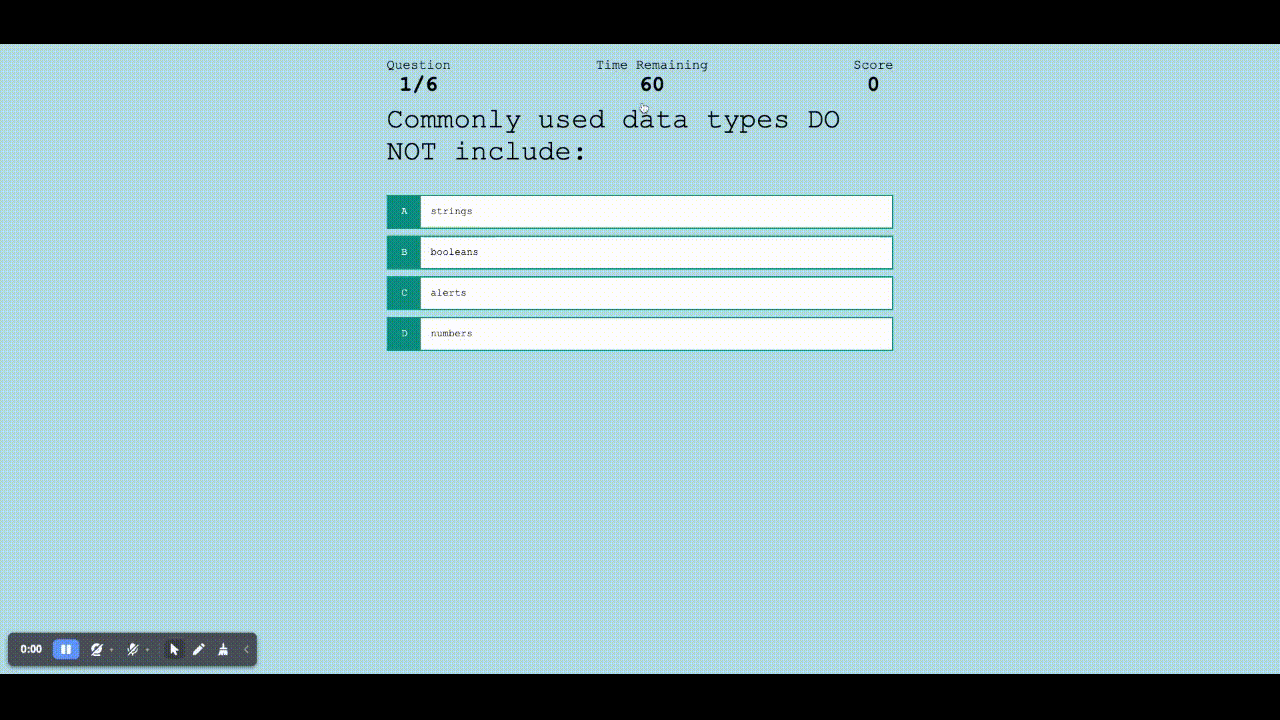 Question Time Remaining Score
1/6 60 0
Commonly used data types DO
NOT include:
A strings
B booleans
C alerts
D numbers
0:00